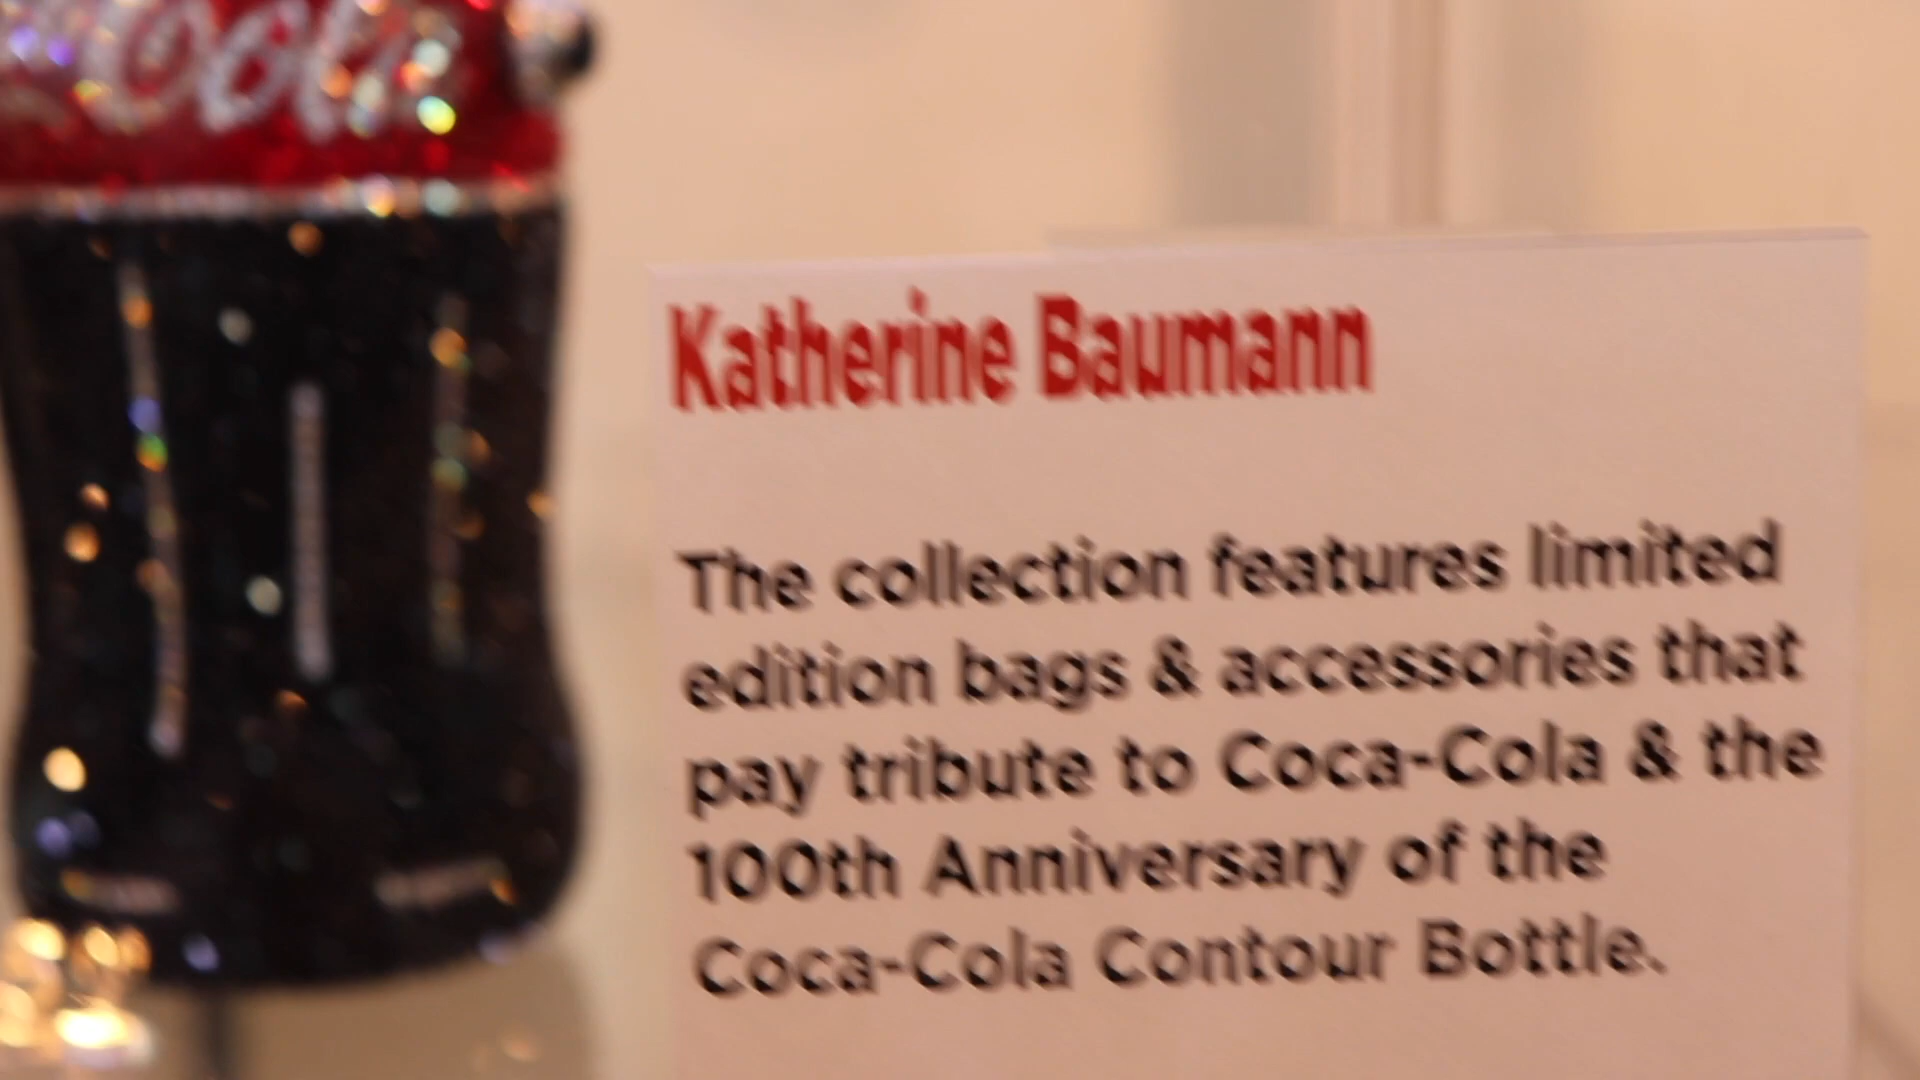 Cola
Katherine Baumann
The collection features limited
edition bags & accessories that
pay tribute to Coca-Cola & the
100th Anniversary of the
Coca-Cola Contour Bottle.